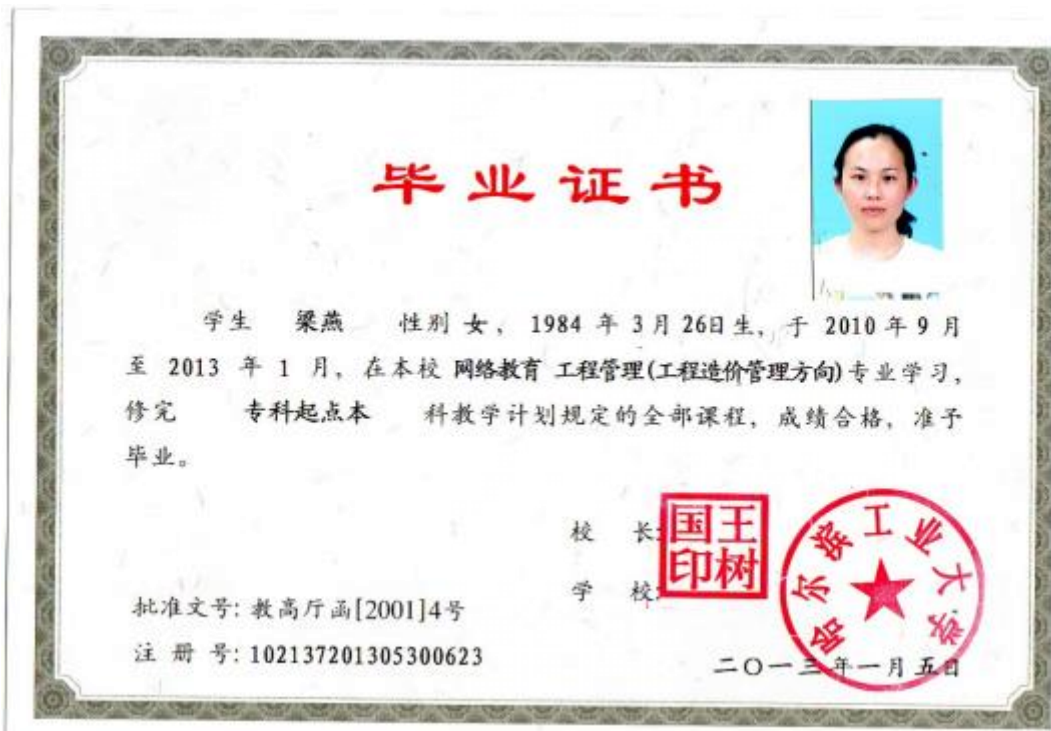 毕业证书
学生 梁燕 性别 女，1984 年 3 月 26日生，于 2010 年 9 月
至 2013 年 1 月，在本校 网络教育 工程管理(工程造价管理方向) 专业学习，
修完 专科起点本 科教学计划规定的全部课程，成绩合格，准予
毕业。
校 长:
国王
印树
学 校:
哈尔滨工业大学
批准文号: 教高厅函[2001]4号
注 册 号: 102137201305300623
二〇一三年一月五日